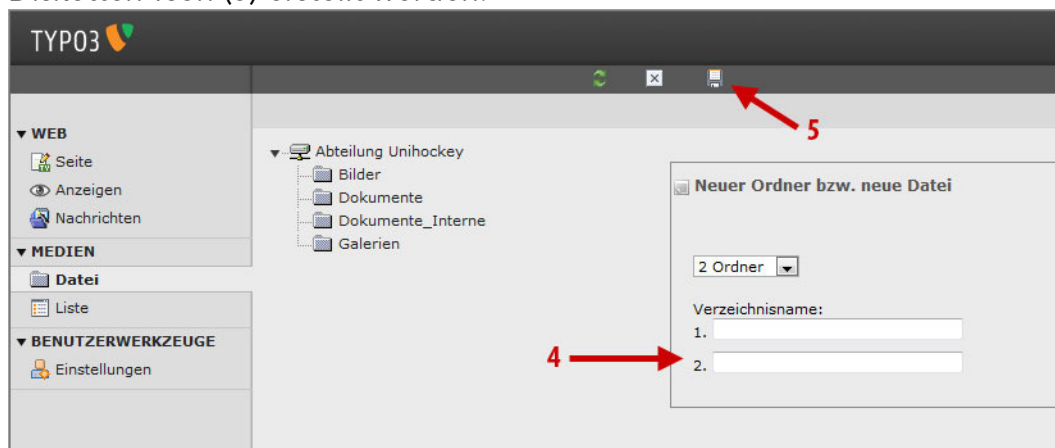 TYPO3
▼ WEB
Seite
Anzeigen
Nachrichten
▼ MEDIEN
Datei
Liste
▼ BENUTZERWERKZEUGE
Einstellungen
▼ Abteilung Unihockey
Bilder
Dokumente
Dokumente_Interne
Galerien
5
Neuer Ordner bzw. neue Datei
2 Ordner
Verzeichnisname:
1.
4
2.